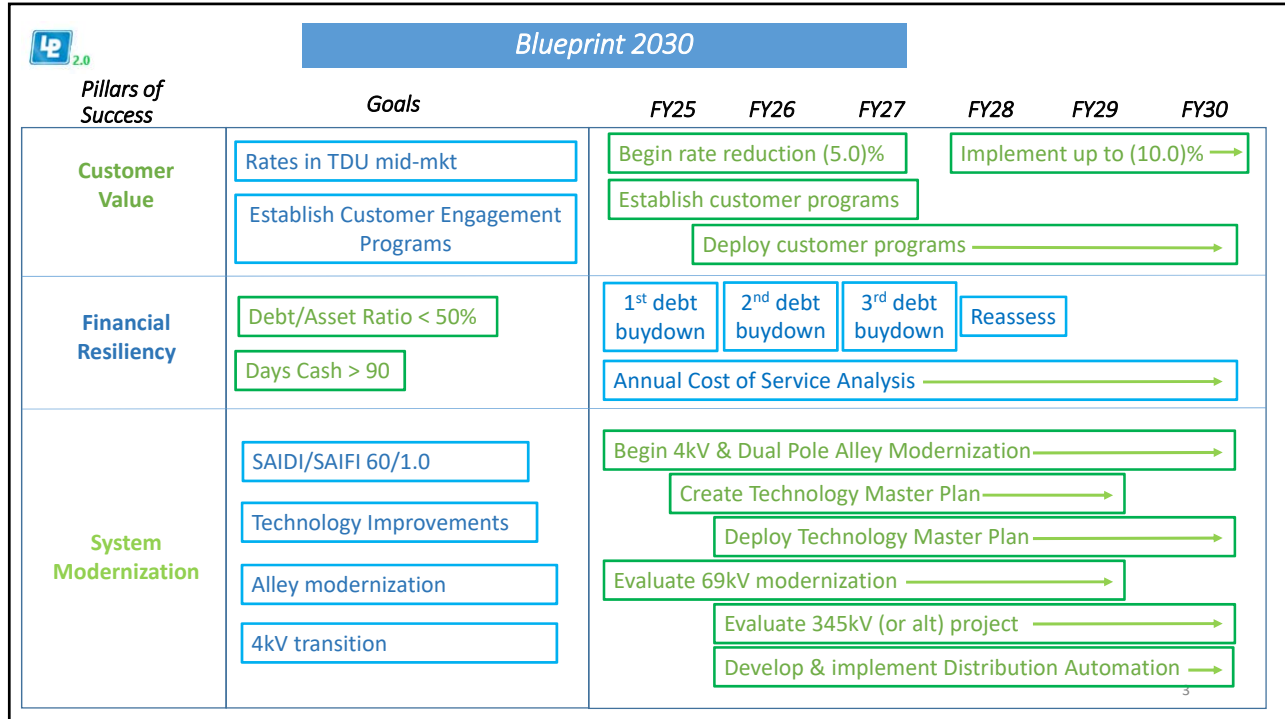 LP 2.0
Blueprint 2030
Pillars of
Success
Goals
FY25 FY26 FY27 FY28 FY29 FY30
Customer
Value
Rates in TDU mid-mkt
Establish Customer Engagement
Programs
Begin rate reduction (5.0)%
Implement up to (10.0)%
Establish customer programs
Deploy customer programs
Financial
Resiliency
Debt/Asset Ratio < 50%
Days Cash > 90
1st debt
buydown
2nd debt
buydown
3rd debt
buydown
Reassess
Annual Cost of Service Analysis
System
Modernization
SAIDI/SAIFI 60/1.0
Technology Improvements
Alley modernization
4kV transition
Begin 4kV & Dual Pole Alley Modernization
Create Technology Master Plan
Deploy Technology Master Plan
Evaluate 69kV modernization
Evaluate 345kV (or alt) project
Develop & implement Distribution Automation
3